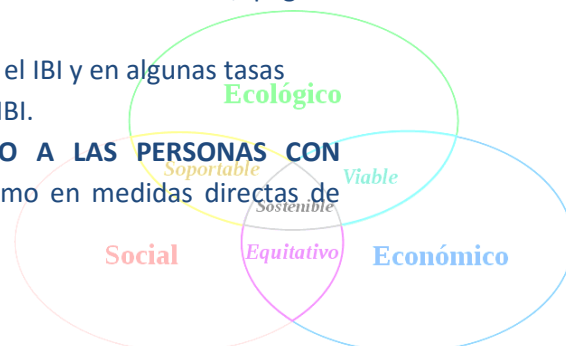 el IBI y en algunas tasas
Ecológico
IBI.
O A LAS PERSONAS CON
Soportable
Viable
mo en medidas directas de
Sostenible
Social
Equitativo
Económico